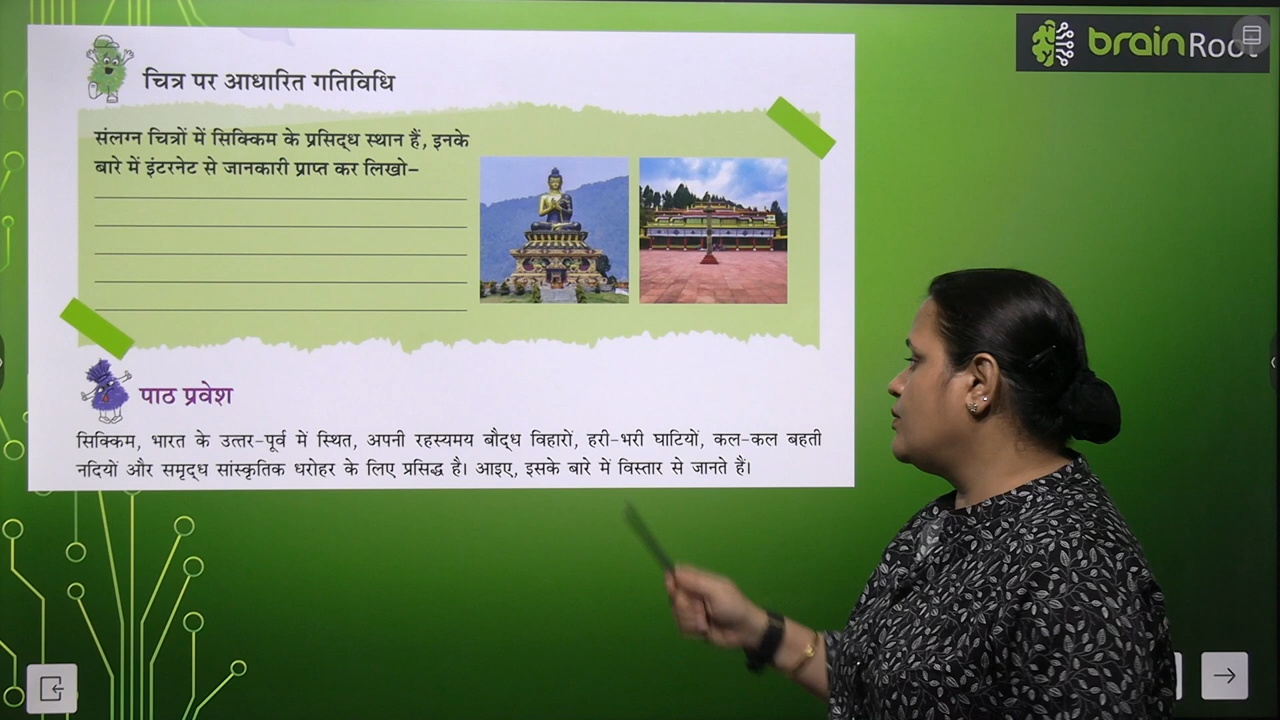 brainRoot
चित्र पर आधारित गतिविधि
संलग्न चित्रों में सिक्किम के प्रसिद्ध स्थान हैं, इनके
बारे में इंटरनेट से जानकारी प्राप्त कर लिखो–
पाठ प्रवेश
सिक्किम, भारत के उत्तर-पूर्व में स्थित, अपनी रहस्यमय बौद्ध विहारों, हरी-भरी घाटियों, कल-कल बहती
नदियों और समृद्ध सांस्कृतिक धरोहर के लिए प्रसिद्ध है। आइए, इसके बारे में विस्तार से जानते हैं।